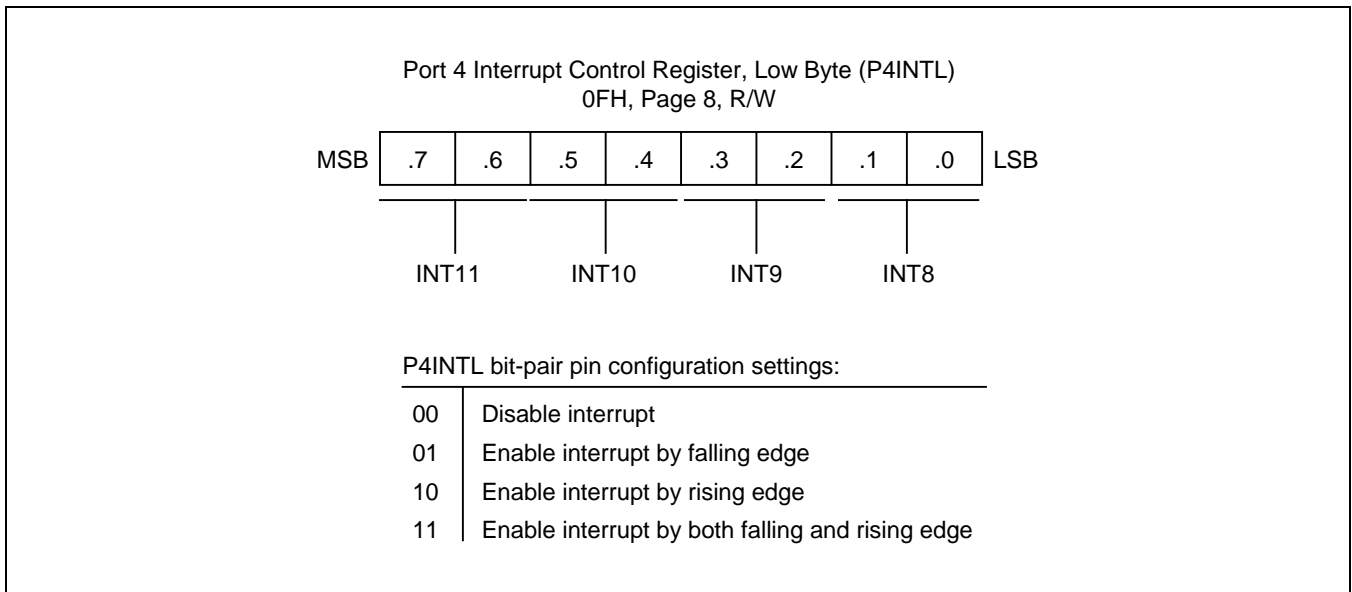 Port 4 Interrupt Control Register, Low Byte (P4INTL)
0FH, Page 8, R/W
MSB .7 .6 .5 .4 .3 .2 .1 .0 LSB
INT11 INT10 INT9 INT8
P4INTL bit-pair pin configuration settings:
00 Disable interrupt
01 Enable interrupt by falling edge
10 Enable interrupt by rising edge
11 Enable interrupt by both falling and rising edge